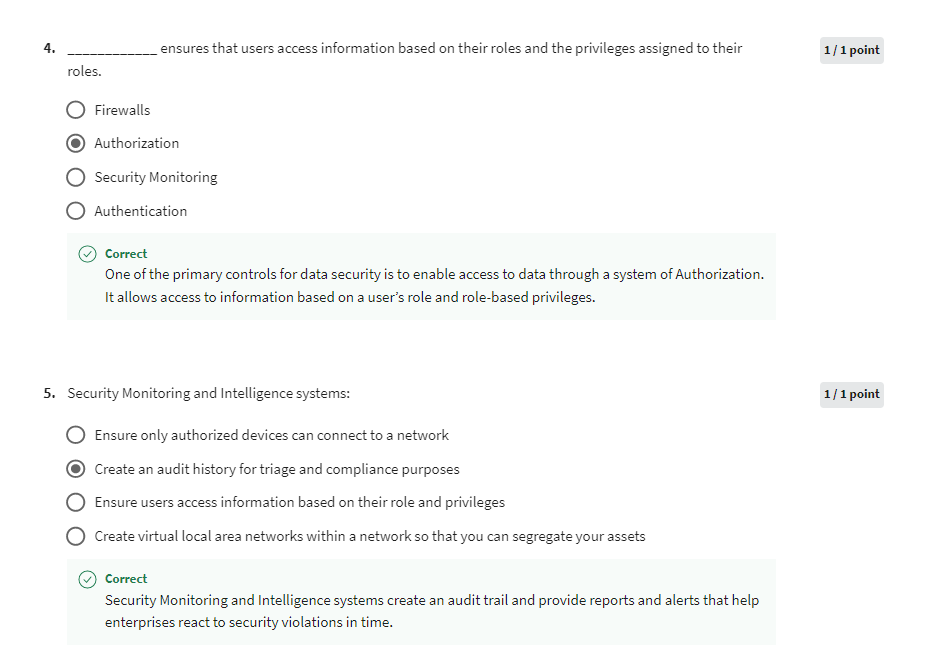 4. ____________ ensures that users access information based on their roles and the privileges assigned to their 1 / 1 point
roles.
Firewalls
Authorization
Security Monitoring
Authentication
Correct
One of the primary controls for data security is to enable access to data through a system of Authorization.
It allows access to information based on a user’s role and role-based privileges.
5. Security Monitoring and Intelligence systems: 1 / 1 point
Ensure only authorized devices can connect to a network
Create an audit history for triage and compliance purposes
Ensure users access information based on their role and privileges
Create virtual local area networks within a network so that you can segregate your assets
Correct
Security Monitoring and Intelligence systems create an audit trail and provide reports and alerts that help
enterprises react to security violations in time.